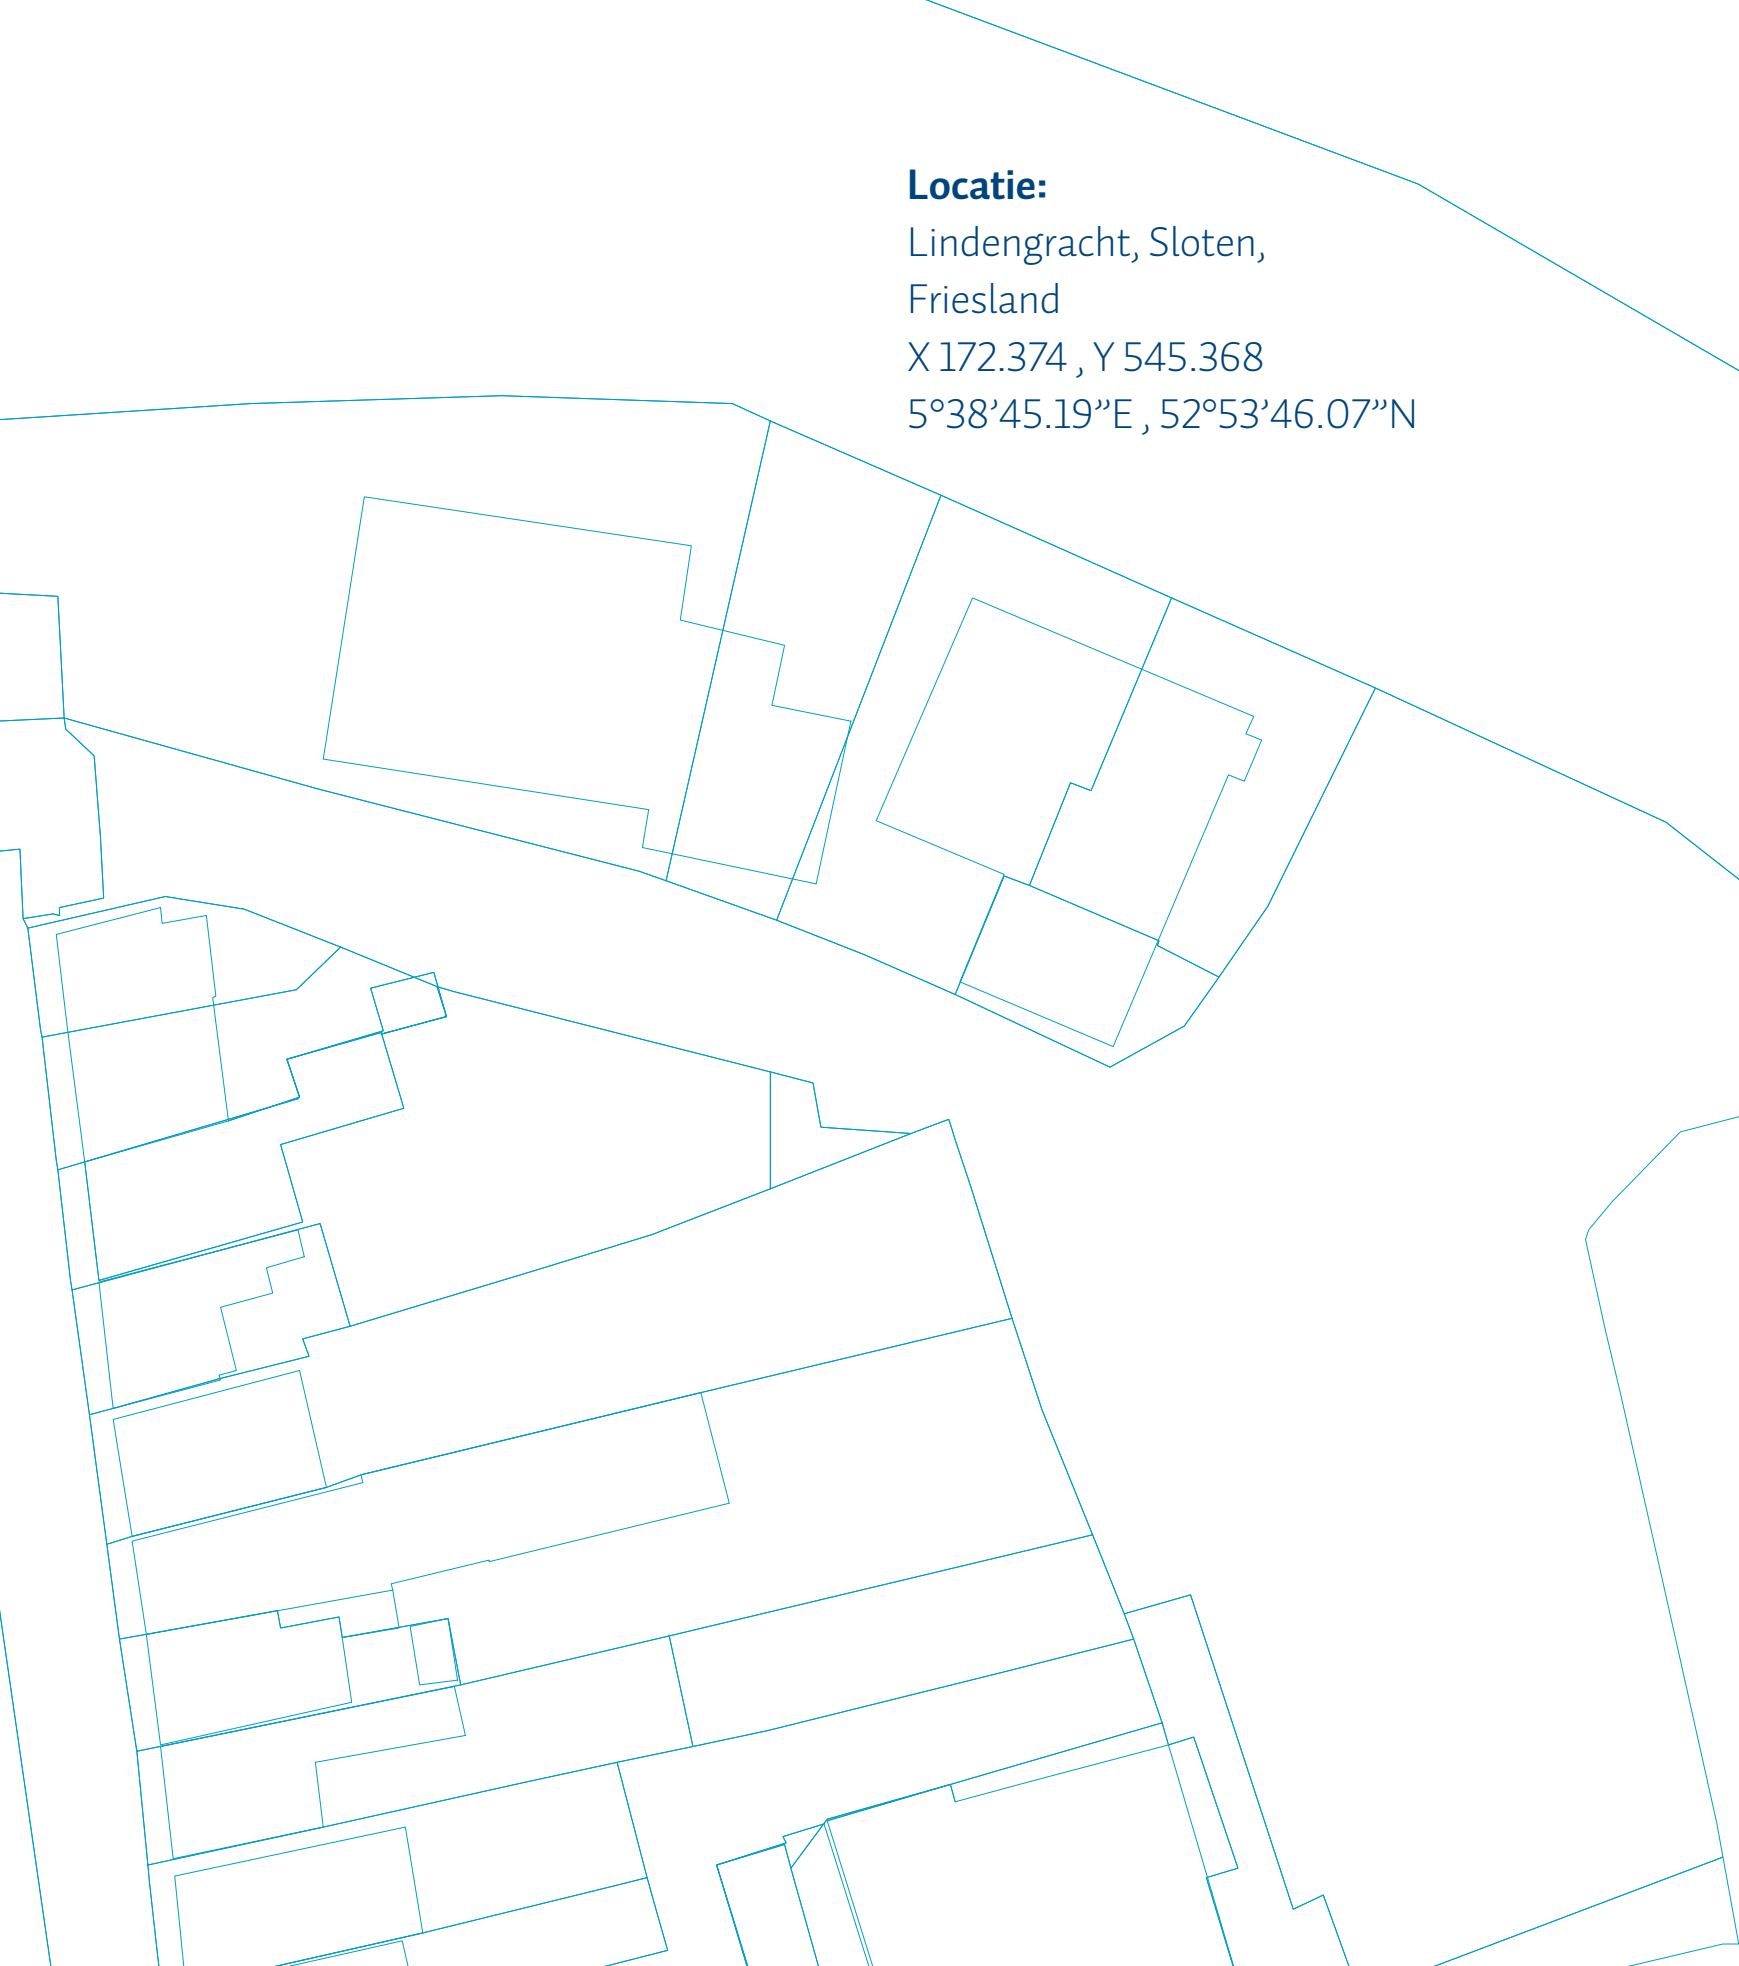 Locatie:
Lindengracht, Sloten,
Friesland
X 172.374 , Y 545.368
5°38’45.19”E , 52°53’46.07”N